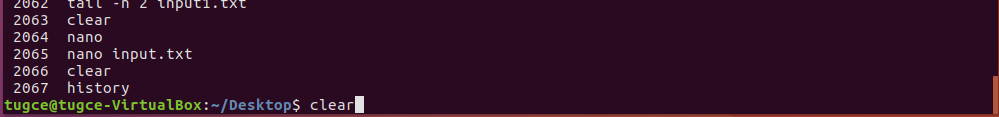 2062 tail -n 2 input1.txt
2063 clear
2064 nano
2065 nano input.txt
2066 clear
2067 history
tugce@tugce-VirtualBox:~/Desktop$ clear